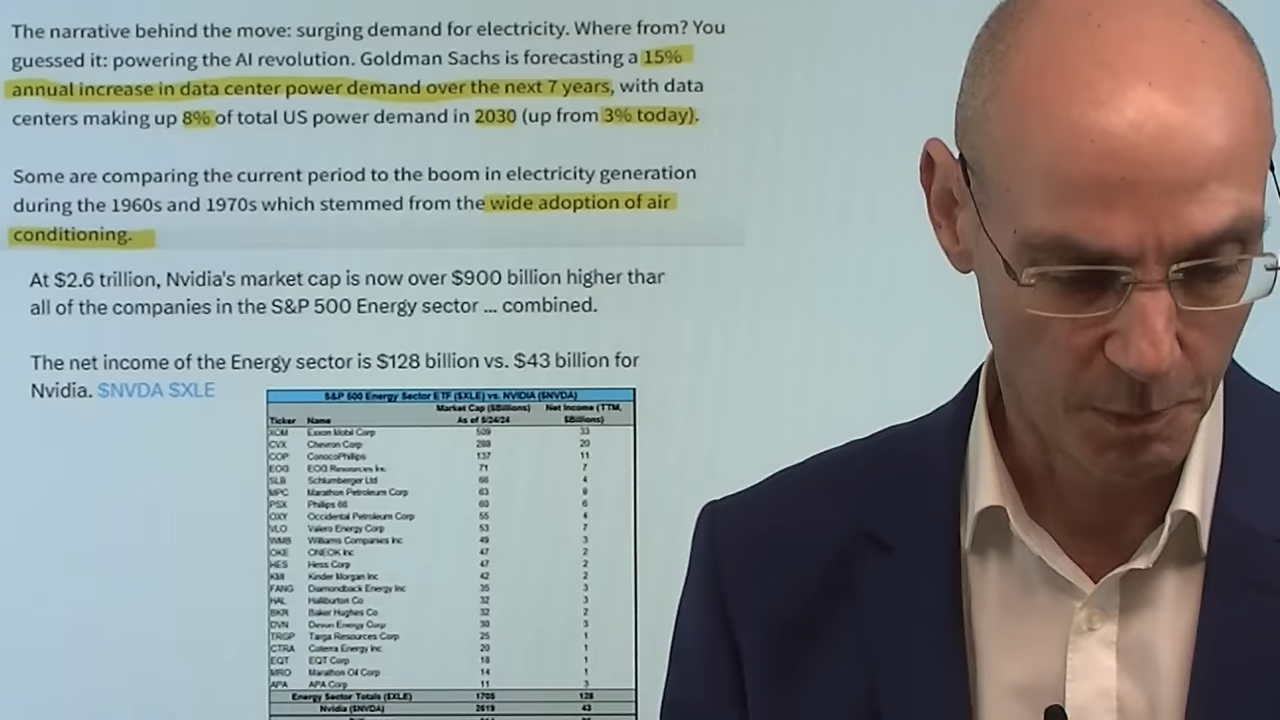 The narrative behind the move: surging demand for electricity. Where from? You
guessed it: powering the AI revolution. Goldman Sachs is forecasting a 15%
annual increase in data center power demand over the next 7 years, with data
centers making up 8% of total US power demand in 2030 (up from 3% today).
Some are comparing the current period to the boom in electricity generation
during the 1960s and 1970s which stemmed from the wide adoption of air
conditioning.
At $2.6 trillion, Nvidia's market cap is now over $900 billion higher than
all of the companies in the S&P 500 Energy sector ... combined.
The net income of the Energy sector is $128 billion vs. $43 billion for
Nvidia. $NVDA $XLE
S&P 500 Energy Sector ETF ($XLE) vs. NVIDIA ($NVDA)
Market Cap ($Billions) Net Income (TTM,
Ticker Name As of 5/24/24 $Billions)
XOM Exxon Mobil Corp 509 33
CVX Chevron Corp 288 20
COP ConocoPhillips 137 11
EOG EOG Resources Inc 71 7
SLB Schlumberger Ltd 66 4
MPC Marathon Petroleum Corp 63 8
PSX Phillips 66 60 6
OXY Occidental Petroleum Corp 55 4
VLO Valero Energy Corp 53 7
WMB Williams Companies Inc 49 3
OKE ONEOK Inc 47 2
HES Hess Corp 47 2
KMI Kinder Morgan Inc 42 2
FANG Diamondback Energy Inc 35 3
HAL Halliburton Co 32 3
BKR Baker Hughes Co 32 2
DVN Devon Energy Corp 30 3
TRGP Targa Resources Corp 25 1
CTRA Coterra Energy Inc 20 1
EQT EQT Corp 18 1
MRO Marathon Oil Corp 14 1
APA APA Corp 11 3
Energy Sector Totals ($XLE) 1705 128
Nvidia ($NVDA) 2619 43